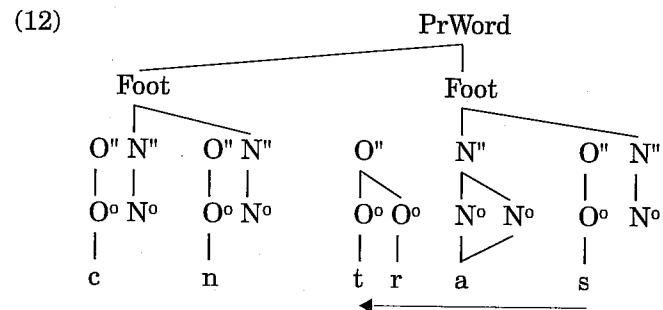 (12) PrWord
Foot Foot
O" N" O" N" O" N" O" N"
O° N° O° N° O° O° N° N° O° N°
c n t r a s